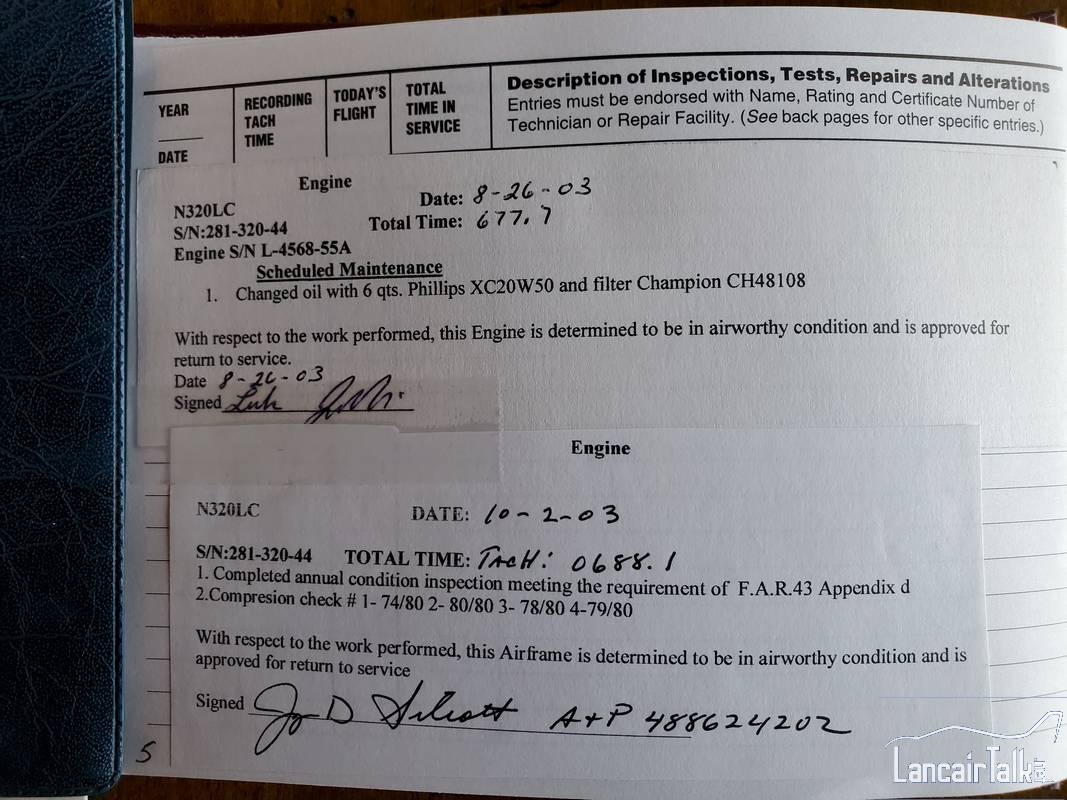 YEAR
DATE
RECORDING
TACH
TIME
TODAY'S
FLIGHT
TOTAL
TIME IN
SERVICE
Description of Inspections, Tests, Repairs and Alterations
Entries must be endorsed with Name, Rating and Certificate Number of
Technician or Repair Facility. (See back pages for other specific entries.)
Engine
N320LC Date: 8-26-03
S/N:281-320-44 Total Time: 677.7
Engine S/N L-4568-55A
Scheduled Maintenance
1. Changed oil with 6 qts. Phillips XC20W50 and filter Champion CH48108
With respect to the work performed, this Engine is determined to be in airworthy condition and is approved for
return to service.
Date 8-26-03
Signed
Engine
N320LC DATE: 10-2-03
S/N:281-320-44 TOTAL TIME: TACH: 0688.1
1. Completed annual condition inspection meeting the requirement of F.A.R.43 Appendix d
2.Compresion check # 1- 74/80 2- 80/80 3- 78/80 4-79/80
With respect to the work performed, this Airframe is determined to be in airworthy condition and is
approved for return to service
Signed D A+P 488624202
5
LancairTalk
.net